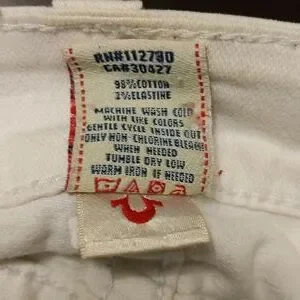 RN#112790
CA#30427
98%COTTON
2%ELASTINE
MACHINE WASH COLD
WITH LIKE COLORS
GENTLE CYCLE INSIDE OUT
ONLY NON-CHLORINE BLEACH
WHEN NEEDED
TUMBLE DRY LOW
WARM IRON IF NEEDED